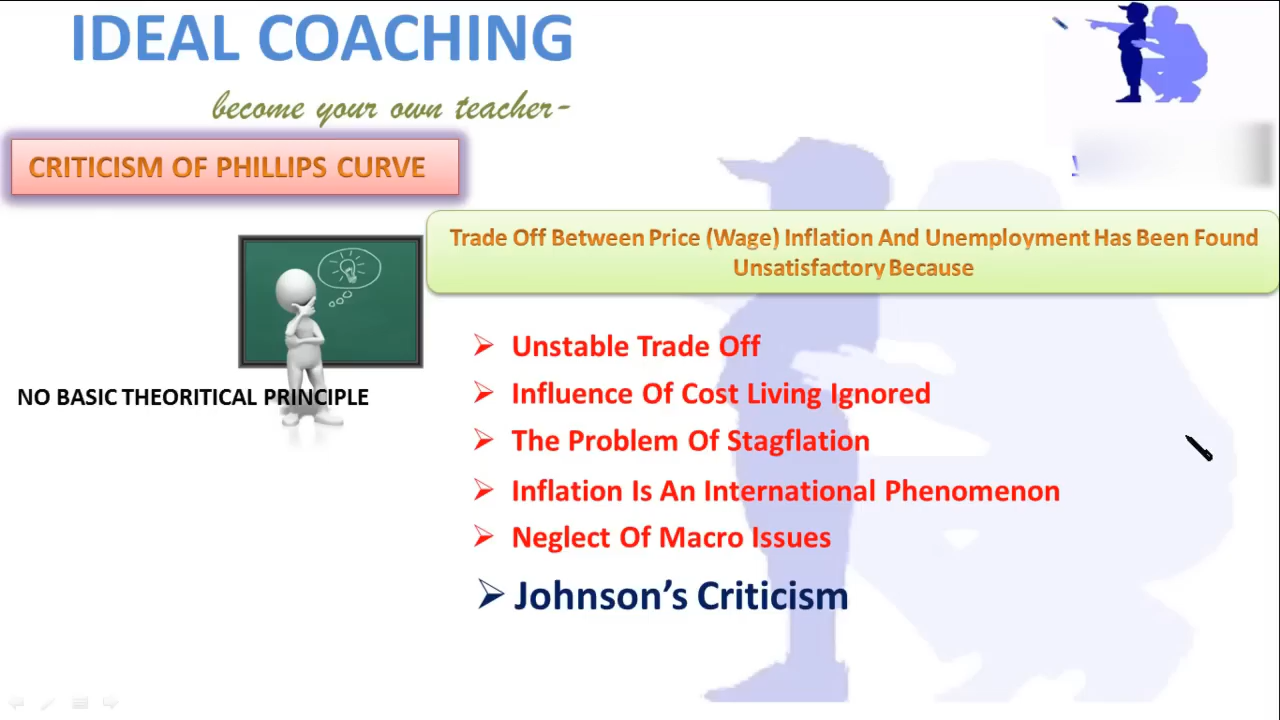 IDEAL COACHING
become your own teacher-
CRITICISM OF PHILLIPS CURVE
Trade Off Between Price (Wage) Inflation And Unemployment Has Been Found
Unsatisfactory Because
NO BASIC THEORITICAL PRINCIPLE
Unstable Trade Off
Influence Of Cost Living Ignored
The Problem Of Stagflation
Inflation Is An International Phenomenon
Neglect Of Macro Issues
Johnson’s Criticism